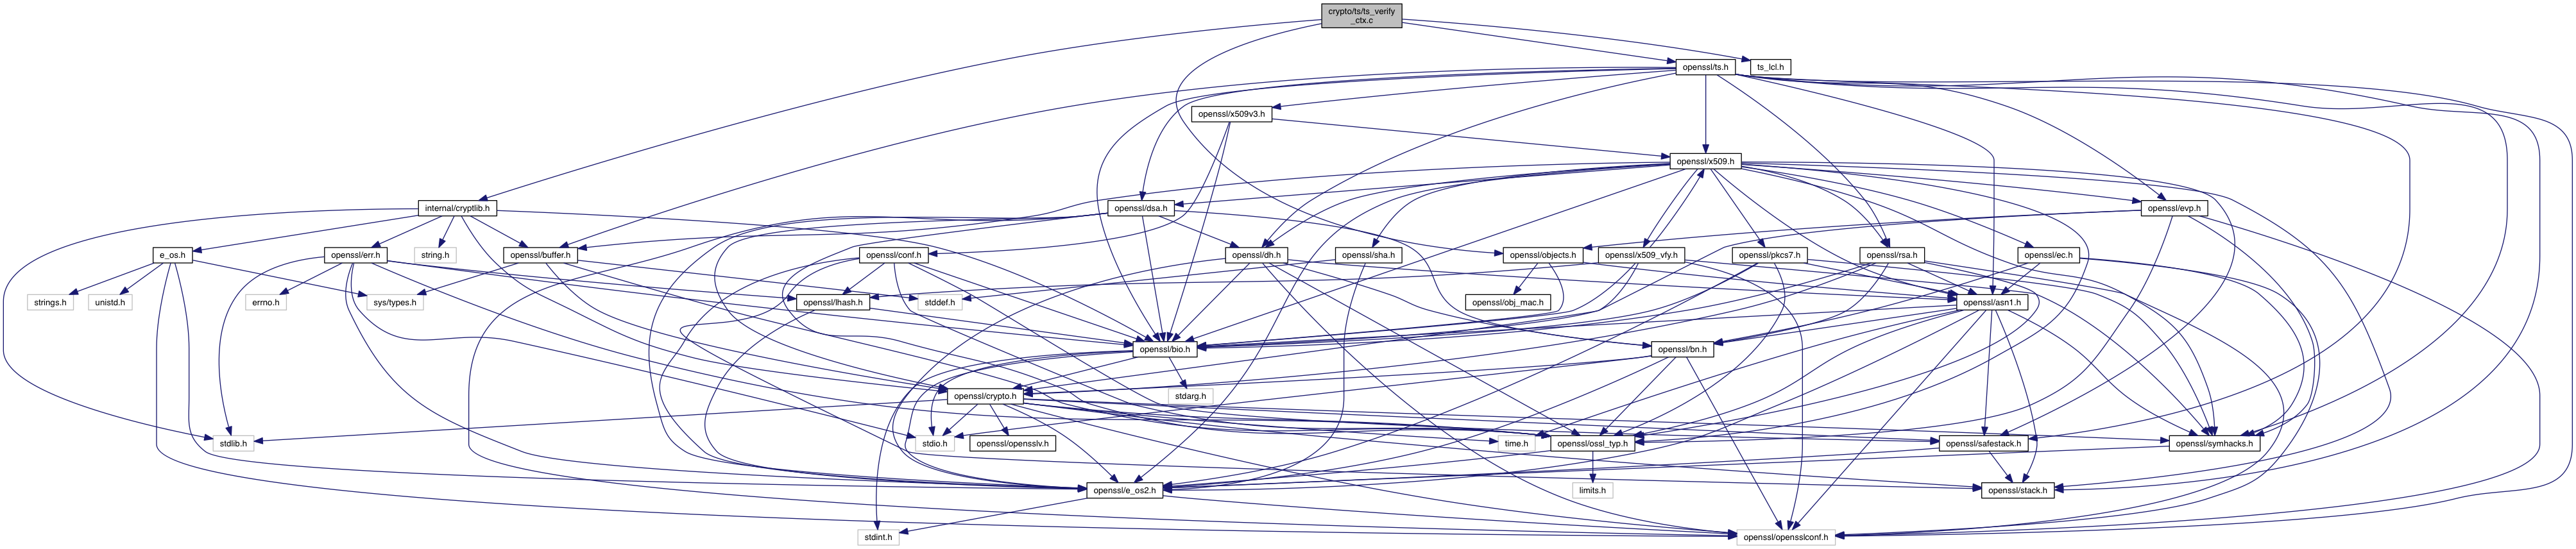 crypto/ts/ts_verify
_ctx.c
openssl/ts.h
ts_lcl.h
openssl/x509v3.h
openssl/x509.h
internal/cryptlib.h
openssl/dsa.h
openssl/evp.h
e_os.h
openssl/err.h
string.h
openssl/buffer.h
openssl/conf.h
openssl/dh.h
openssl/sha.h
openssl/objects.h
openssl/x509_vfy.h
openssl/pkcs7.h
openssl/rsa.h
openssl/ec.h
strings.h
unistd.h
errno.h
sys/types.h
openssl/lhash.h
stddef.h
openssl/obj_mac.h
openssl/asn1.h
openssl/bio.h
openssl/bn.h
openssl/crypto.h
stdarg.h
stdlib.h
stdio.h
openssl/opensslv.h
time.h
openssl/ossl_typ.h
openssl/safestack.h
openssl/symhacks.h
openssl/e_os2.h
limits.h
openssl/stack.h
stdint.h
openssl/opensslconf.h